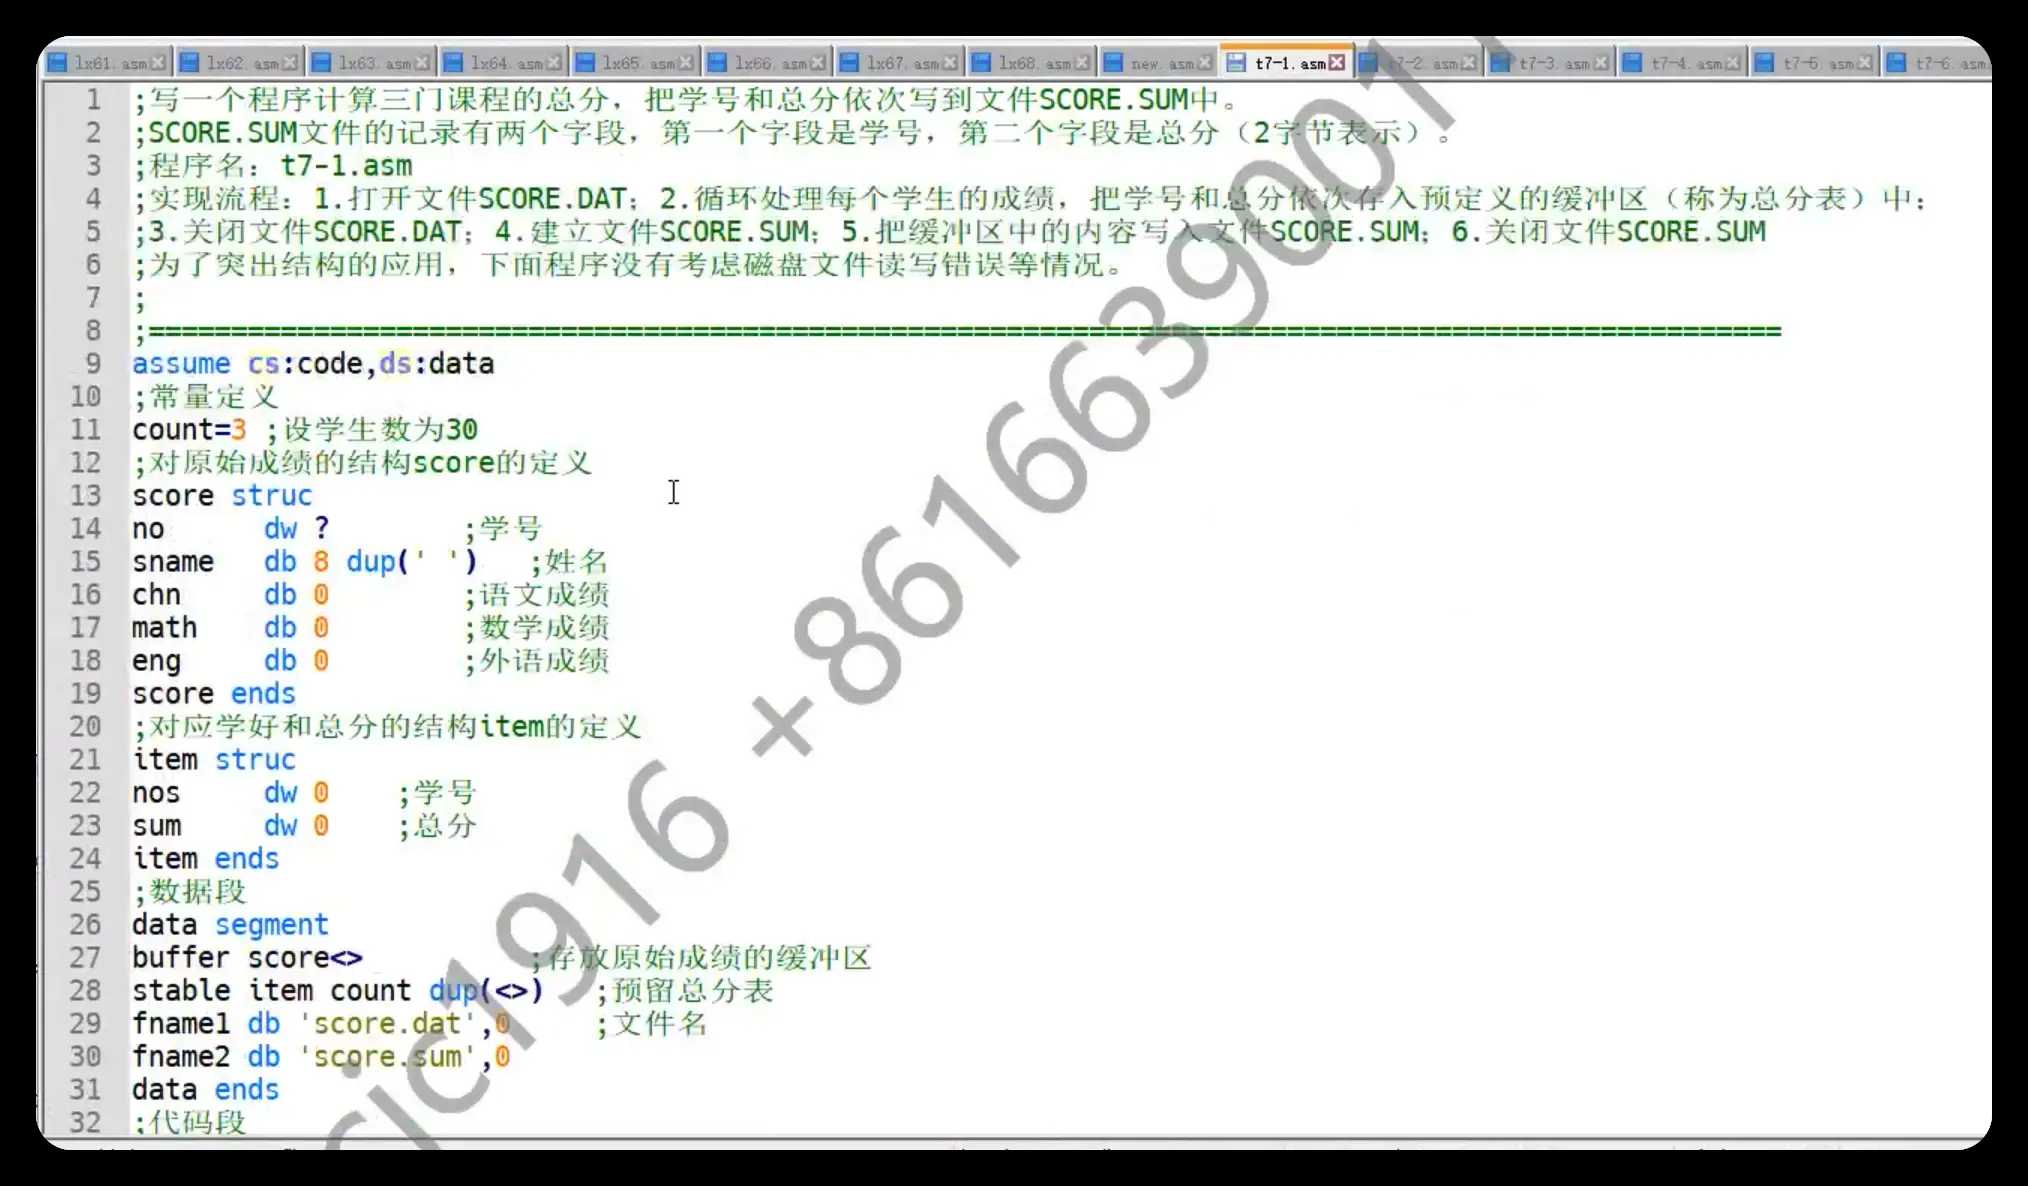 lx61.asm lx62.asm lx63.asm lx64.asm lx65.asm lx66.asm lx67.asm lx68.asm new.asm t7-1.asm t7-2.asm t7-3.asm t7-4.asm t7-5.asm t7-6.asm
1 ;写一个程序计算三门课程的总分，把学号和总分依次写到文件SCORE.SUM中。
2 ;SCORE.SUM文件的记录有两个字段，第一个字段是学号，第二个字段是总分（2字节表示）。
3 ;程序名：t7-1.asm
4 ;实现流程：1.打开文件SCORE.DAT；2.循环处理每个学生的成绩，把学号和总分依次存入预定义的缓冲区（称为总分表）中；
5 ;3.关闭文件SCORE.DAT；4.建立文件SCORE.SUM；5.把缓冲区中的内容写入文件SCORE.SUM；6.关闭文件SCORE.SUM
6 ;为了突出结构的应用，下面程序没有考虑磁盘文件读写错误等情况。
7 ;
8 ;===================================================================================================
9 assume cs:code,ds:data
10 ;常量定义
11 count=3 ;设学生数为30
12 ;对原始成绩的结构score的定义
13 score struc
14 no dw ? ;学号
15 sname db 8 dup(' ') ;姓名
16 chn db 0 ;语文成绩
17 math db 0 ;数学成绩
18 eng db 0 ;外语成绩
19 score ends
20 ;对应学好和总分的结构item的定义
21 item struc
22 nos dw 0 ;学号
23 sum dw 0 ;总分
24 item ends
25 ;数据段
26 data segment
27 buffer score<> ;存放原始成绩的缓冲区
28 stable item count dup(<>) ;预留总分表
29 fname1 db 'score.dat',0 ;文件名
30 fname2 db 'score.sum',0
31 data ends
32 ;代码段